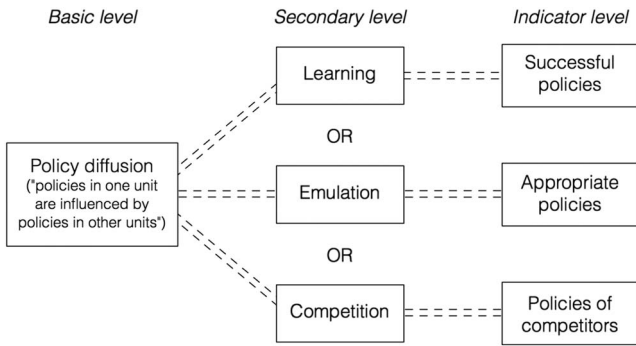 Basic level
Secondary level
Indicator level
Learning
Successful
policies
OR
Policy diffusion
("policies in one unit
are influenced by
policies in other units")
Emulation
Appropriate
policies
OR
Competition
Policies of
competitors